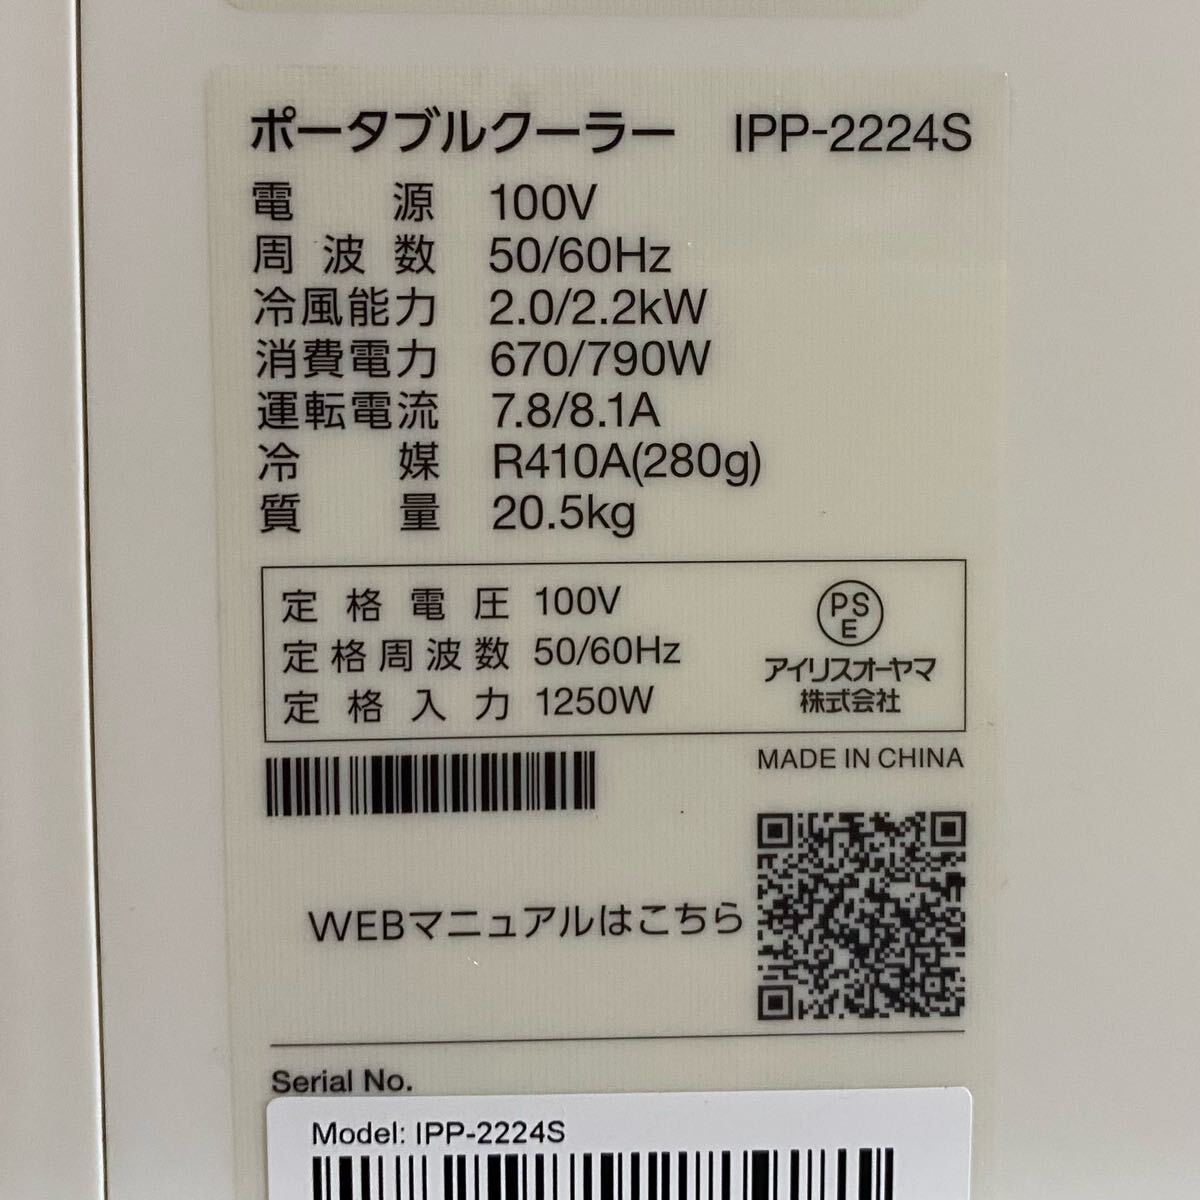 ポータブルクーラー IPP-2224S
電源 100V
周波数 50/60Hz
冷風能力 2.0/2.2kW
消費電力 670/790W
運転電流 7.8/8.1A
冷媒 R410A(280g)
質量 20.5kg
定格電圧 100V
定格周波数 50/60Hz
定格入力 1250W
PS
E
アイリスオーヤマ
株式会社
MADE IN CHINA
WEBマニュアルはこちら
Serial No.
Model: IPP-2224S